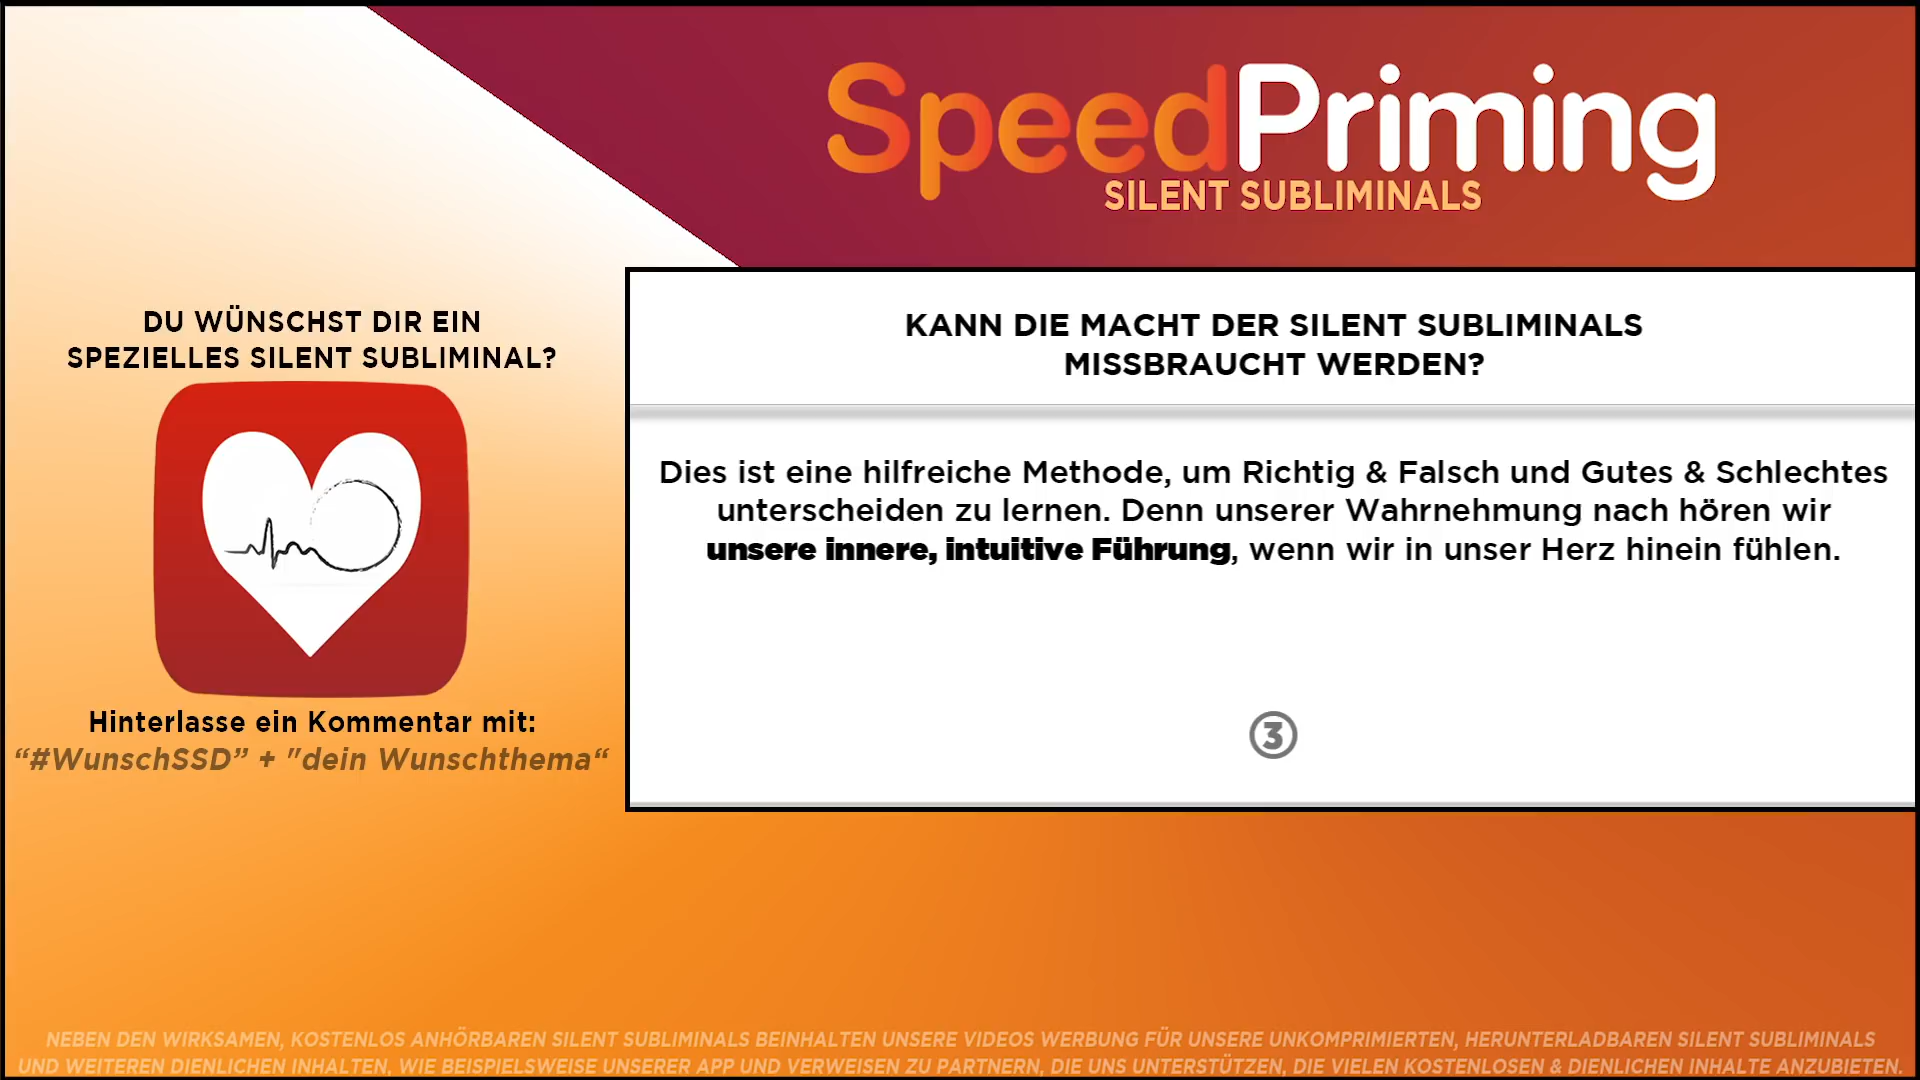 SpeedPriming
SILENT SUBLIMINALS
DU WÜNSCHST DIR EIN
SPEZIELLES SILENT SUBLIMINAL?
Hinterlasse ein Kommentar mit:
“#WunschSSD” + "dein Wunschthema“
KANN DIE MACHT DER SILENT SUBLIMINALS
MISSBRAUCHT WERDEN?
Dies ist eine hilfreiche Methode, um Richtig & Falsch und Gutes & Schlechtes
unterscheiden zu lernen. Denn unserer Wahrnehmung nach hören wir
unsere innere, intuitive Führung, wenn wir in unser Herz hinein fühlen.
3
NEBEN DEN WIRKSAMEN, KOSTENLOS ANHÖRBAREN SILENT SUBLIMINALS BEINHALTEN UNSERE VIDEOS WERBUNG FÜR UNSERE UNKOMPRIMIERTEN, HERUNTERLADBAREN SILENT SUBLIMINALS
UND WEITEREN DIENLICHEN INHALTEN, WIE BEISPIELSWEISE UNSERER APP UND VERWEISEN ZU PARTNERN, DIE UNS UNTERSTÜTZEN, DIE VIELEN KOSTENLOSEN & DIENLICHEN INHALTE ANZUBIETEN.